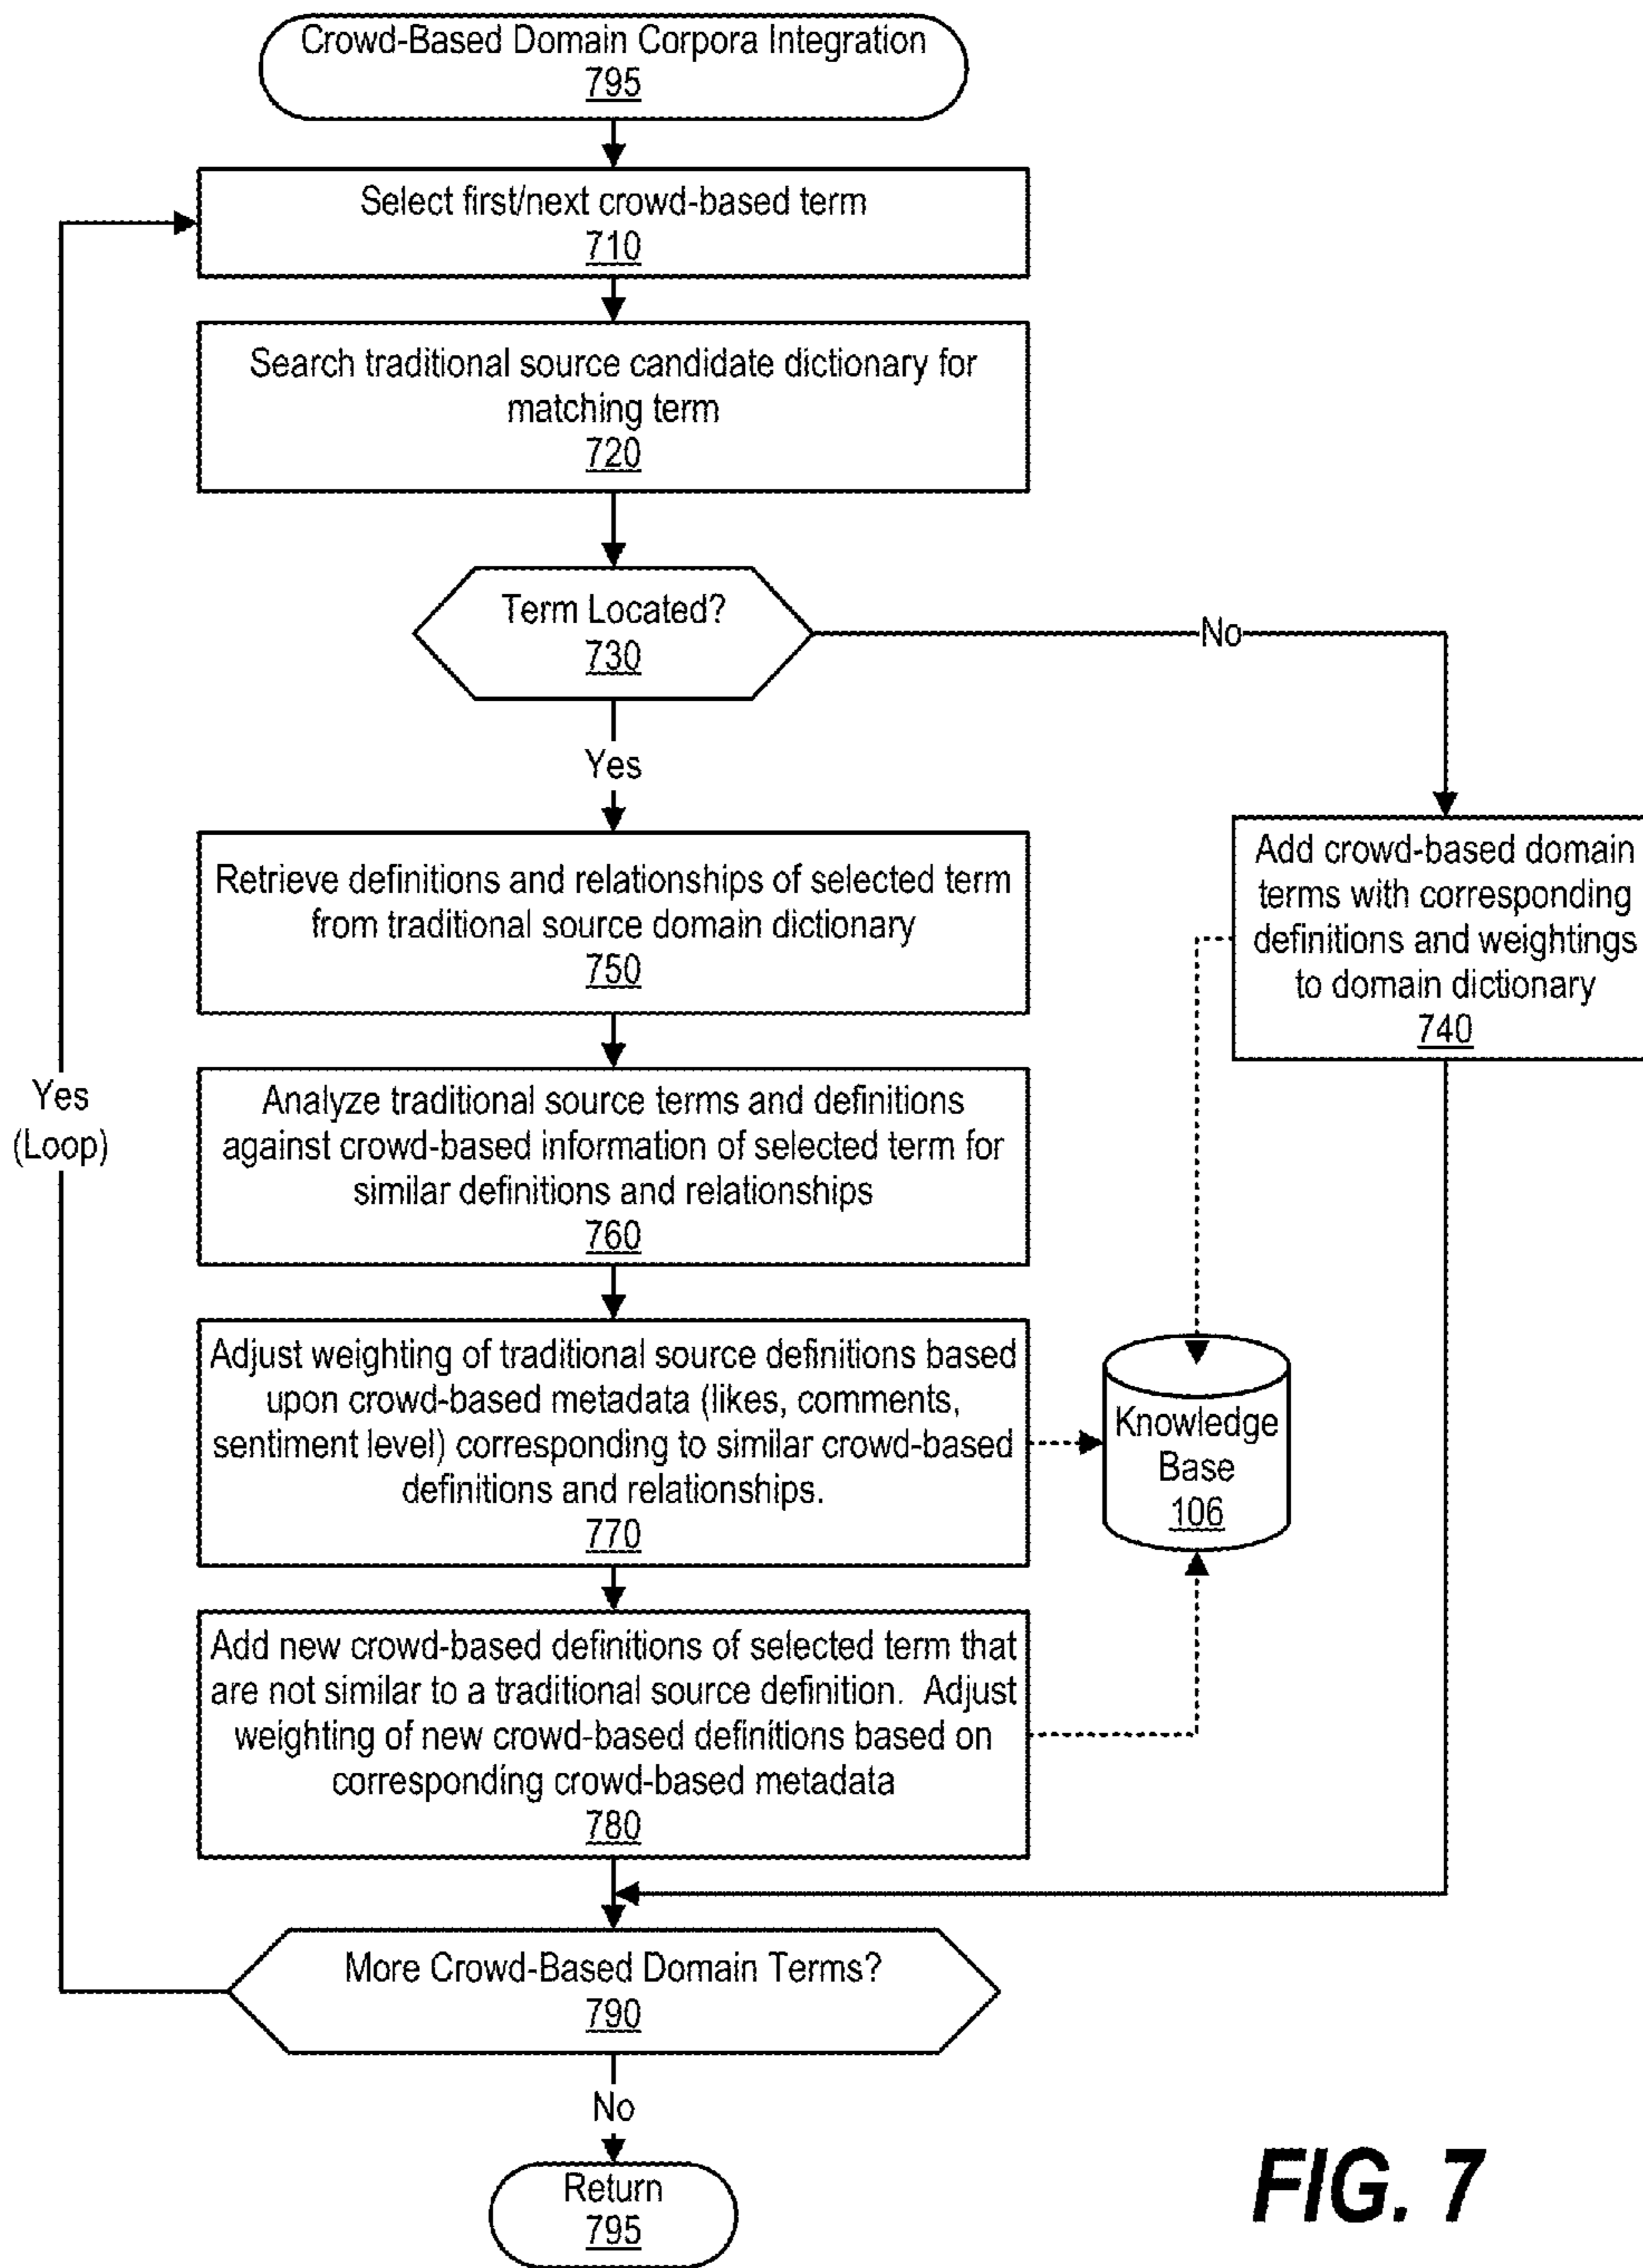 Crowd-Based Domain Corpora Integration
795
Select first/next crowd-based term
710
Search traditional source candidate dictionary for
matching term
720
Term Located?
730
No
Yes
Retrieve definitions and relationships of selected term
from traditional source domain dictionary
750
Add crowd-based domain
terms with corresponding
definitions and weightings
to domain dictionary
740
Yes
(Loop)
Analyze traditional source terms and definitions
against crowd-based information of selected term for
similar definitions and relationships
760
Adjust weighting of traditional source definitions based
upon crowd-based metadata (likes, comments,
sentiment level) corresponding to similar crowd-based
definitions and relationships.
770
Knowledge
Base
106
Add new crowd-based definitions of selected term that
are not similar to a traditional source definition. Adjust
weighting of new crowd-based definitions based on
corresponding crowd-based metadata
780
More Crowd-Based Domain Terms?
790
No
Return
795
FIG. 7